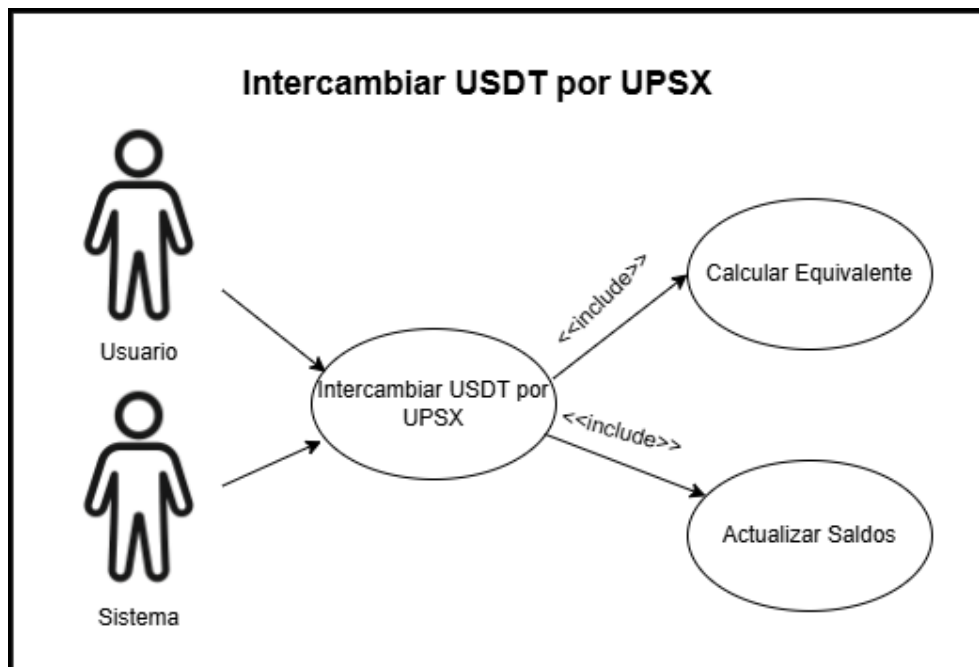 Intercambiar USDT por UPSX
Usuario
Sistema
Intercambiar USDT por
UPSX
<<include>>
Calcular Equivalente
<<include>>
Actualizar Saldos